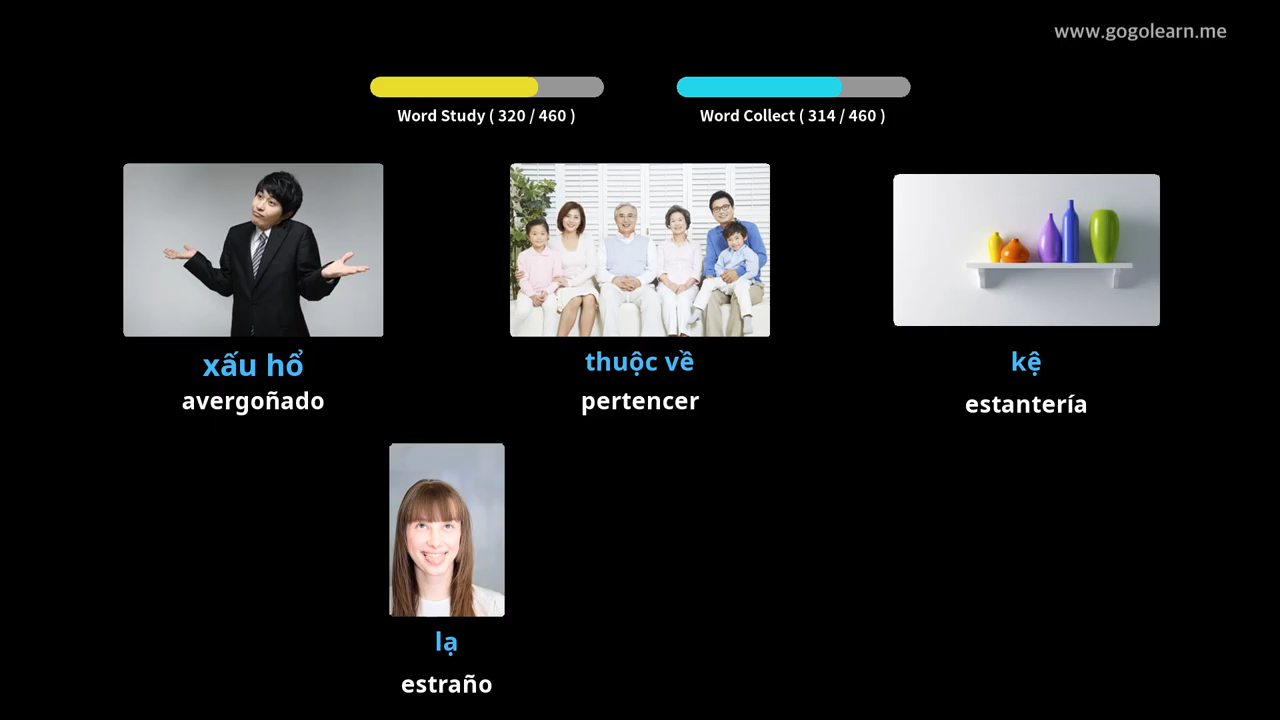 www.gogolearn.me
Word Study ( 320 / 460 )
Word Collect ( 314 / 460 )
xấu hổ
avergoñado
thuộc về
pertencer
kệ
estantería
lạ
estraño